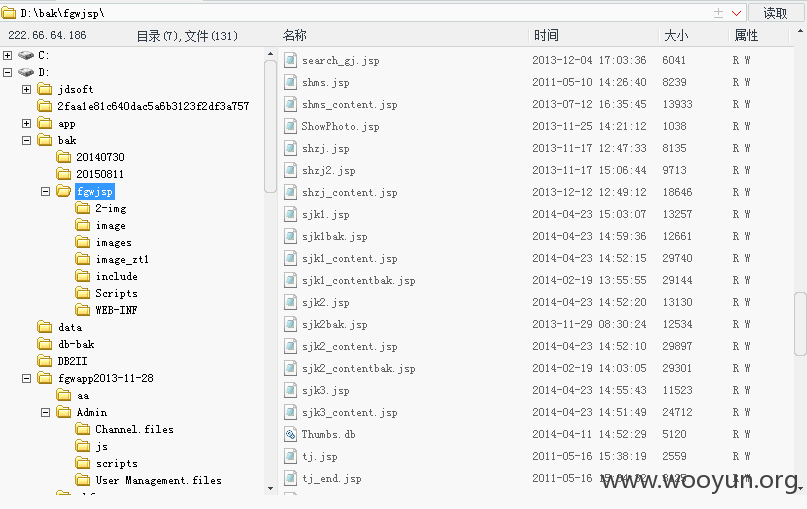 D:\bak\fgwjsp\ 读取
222.66.64.186 目录(7),文件(131) 名称 时间 大小 属性
C:
D:
jdsoft
2faa1e81c640dac5a6b3123f2df3a757
app
bak
20140730
20150811
fgwjsp
2-img
image
images
image_zt1
include
Scripts
WEB-INF
data
db-bak
DB2II
fgwapp2013-11-28
aa
Admin
Channel.files
js
scripts
User Management.files
search_gj.jsp 2013-12-04 17:03:36 6041 R W
shms.jsp 2011-05-10 14:26:40 8239 R W
shms_content.jsp 2013-07-12 16:35:45 13933 R W
ShowPhoto.jsp 2013-11-25 14:21:12 1038 R W
shzj.jsp 2013-11-17 12:47:33 8135 R W
shzj2.jsp 2013-11-17 15:06:44 9713 R W
shzj_content.jsp 2013-12-12 12:49:12 18646 R W
sjk1.jsp 2014-04-23 15:03:07 13257 R W
sjk1bak.jsp 2014-04-23 14:59:36 12661 R W
sjk1_content.jsp 2014-04-23 14:52:15 29740 R W
sjk1_contentbak.jsp 2014-02-19 13:55:55 29144 R W
sjk2.jsp 2014-04-23 14:52:20 13130 R W
sjk2bak.jsp 2013-11-29 08:30:24 12534 R W
sjk2_content.jsp 2014-04-23 14:52:10 29897 R W
sjk2_contentbak.jsp 2014-02-19 14:03:05 29301 R W
sjk3.jsp 2014-04-23 14:55:43 11523 R W
sjk3_content.jsp 2014-04-23 14:51:49 24712 R W
Thumbs.db 2014-04-11 14:52:29 5120 R W
tj.jsp 2011-05-16 15:38:19 2559 R W
tj_end.jsp 2011-05-16 R W
www.wooyun.org